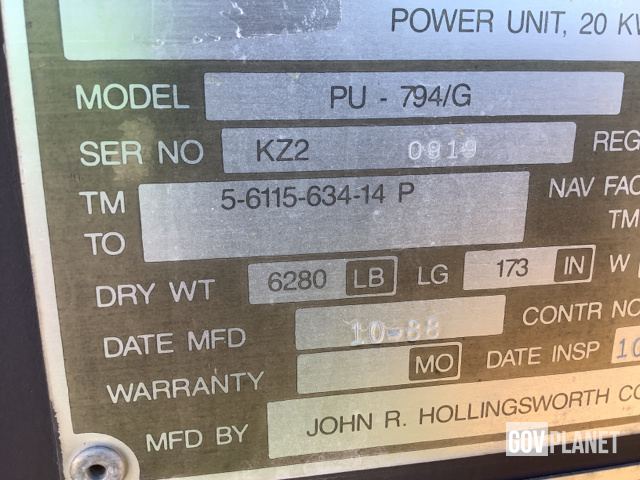 POWER UNIT, 20 KW
MODEL PU - 794/G
SER NO KZ2 0919 REG
TM 5-6115-634-14 P NAV FAC
TO TM
DRY WT 6280 LB LG 173 IN W
DATE MFD 10-88 CONTR NO
WARRANTY MO DATE INSP 10
MFD BY JOHN R. HOLLINGSWORTH CO
GOVPLANET